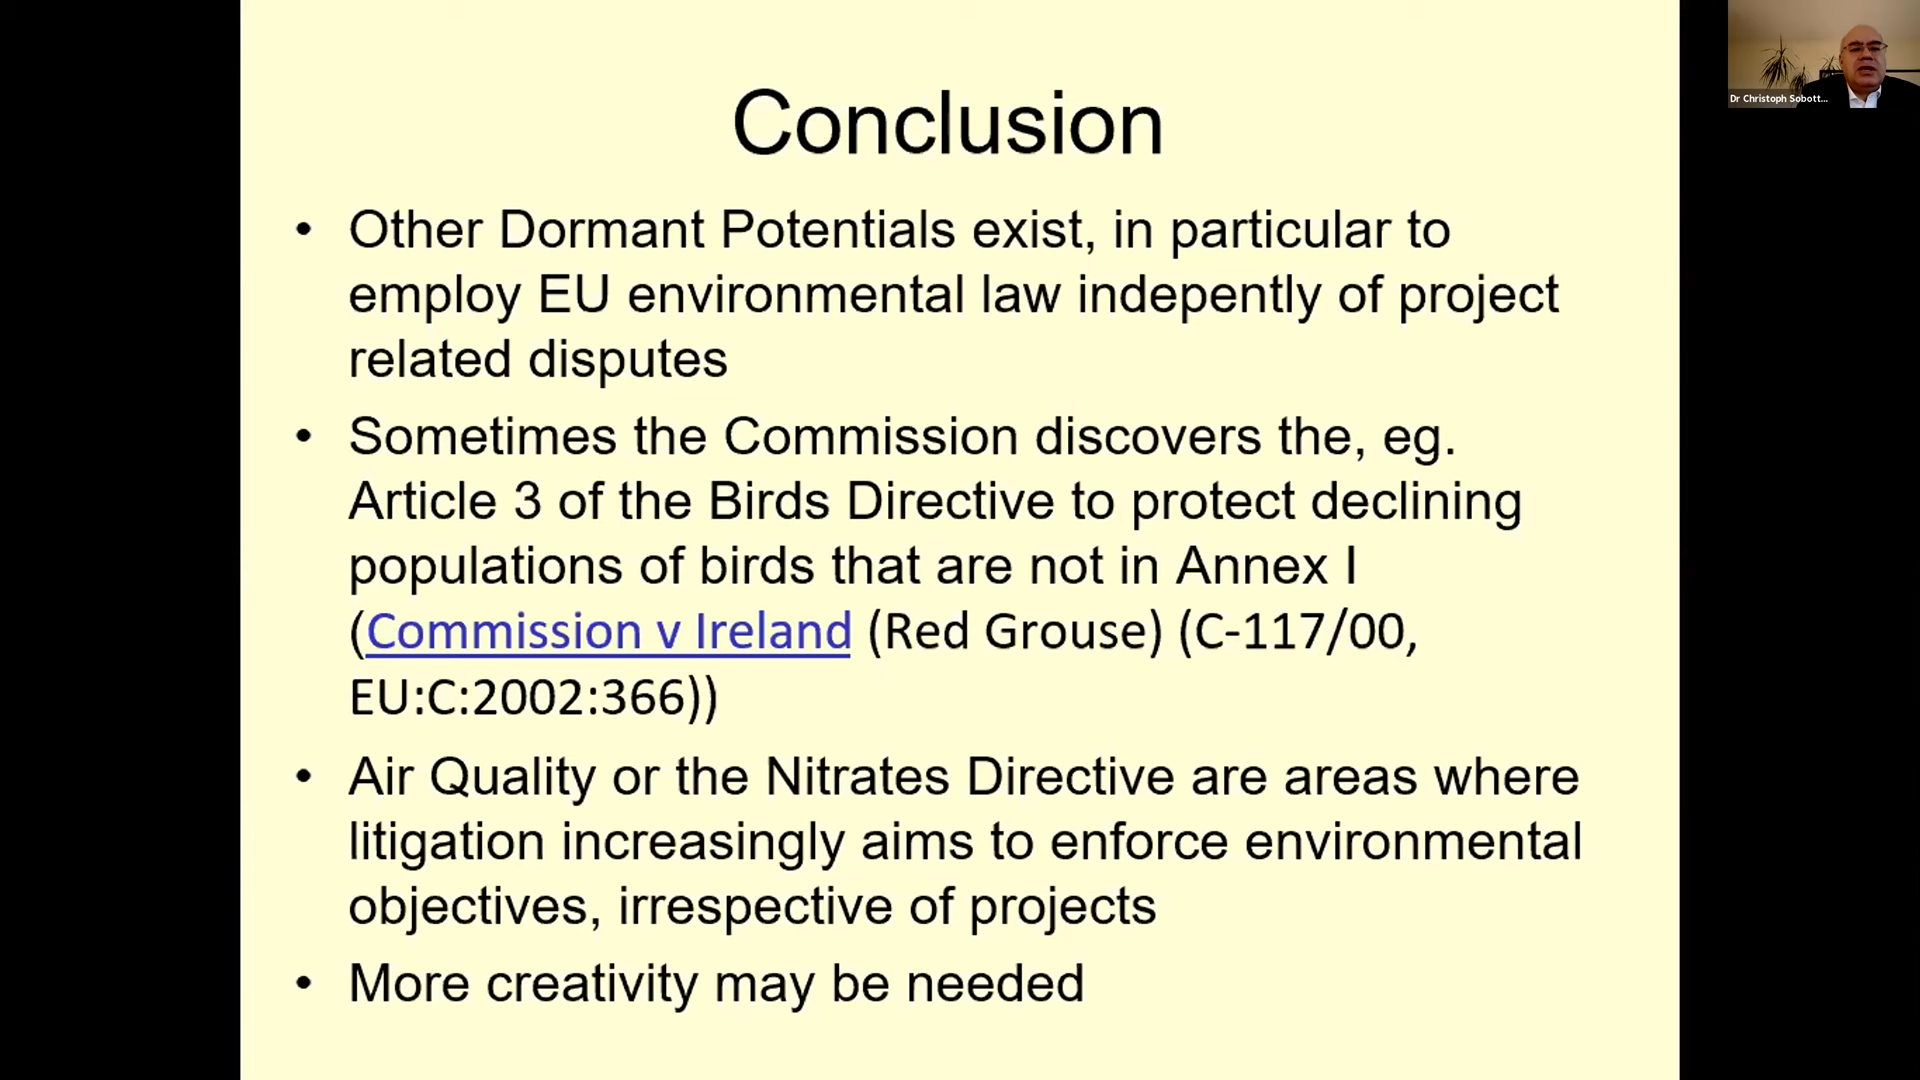 Conclusion
• Other Dormant Potentials exist, in particular to
employ EU environmental law indepently of project
related disputes
• Sometimes the Commission discovers the, eg.
Article 3 of the Birds Directive to protect declining
populations of birds that are not in Annex I
(Commission v Ireland (Red Grouse) (C-117/00,
EU:C:2002:366))
• Air Quality or the Nitrates Directive are areas where
litigation increasingly aims to enforce environmental
objectives, irrespective of projects
• More creativity may be needed
Dr Christoph Sobott...